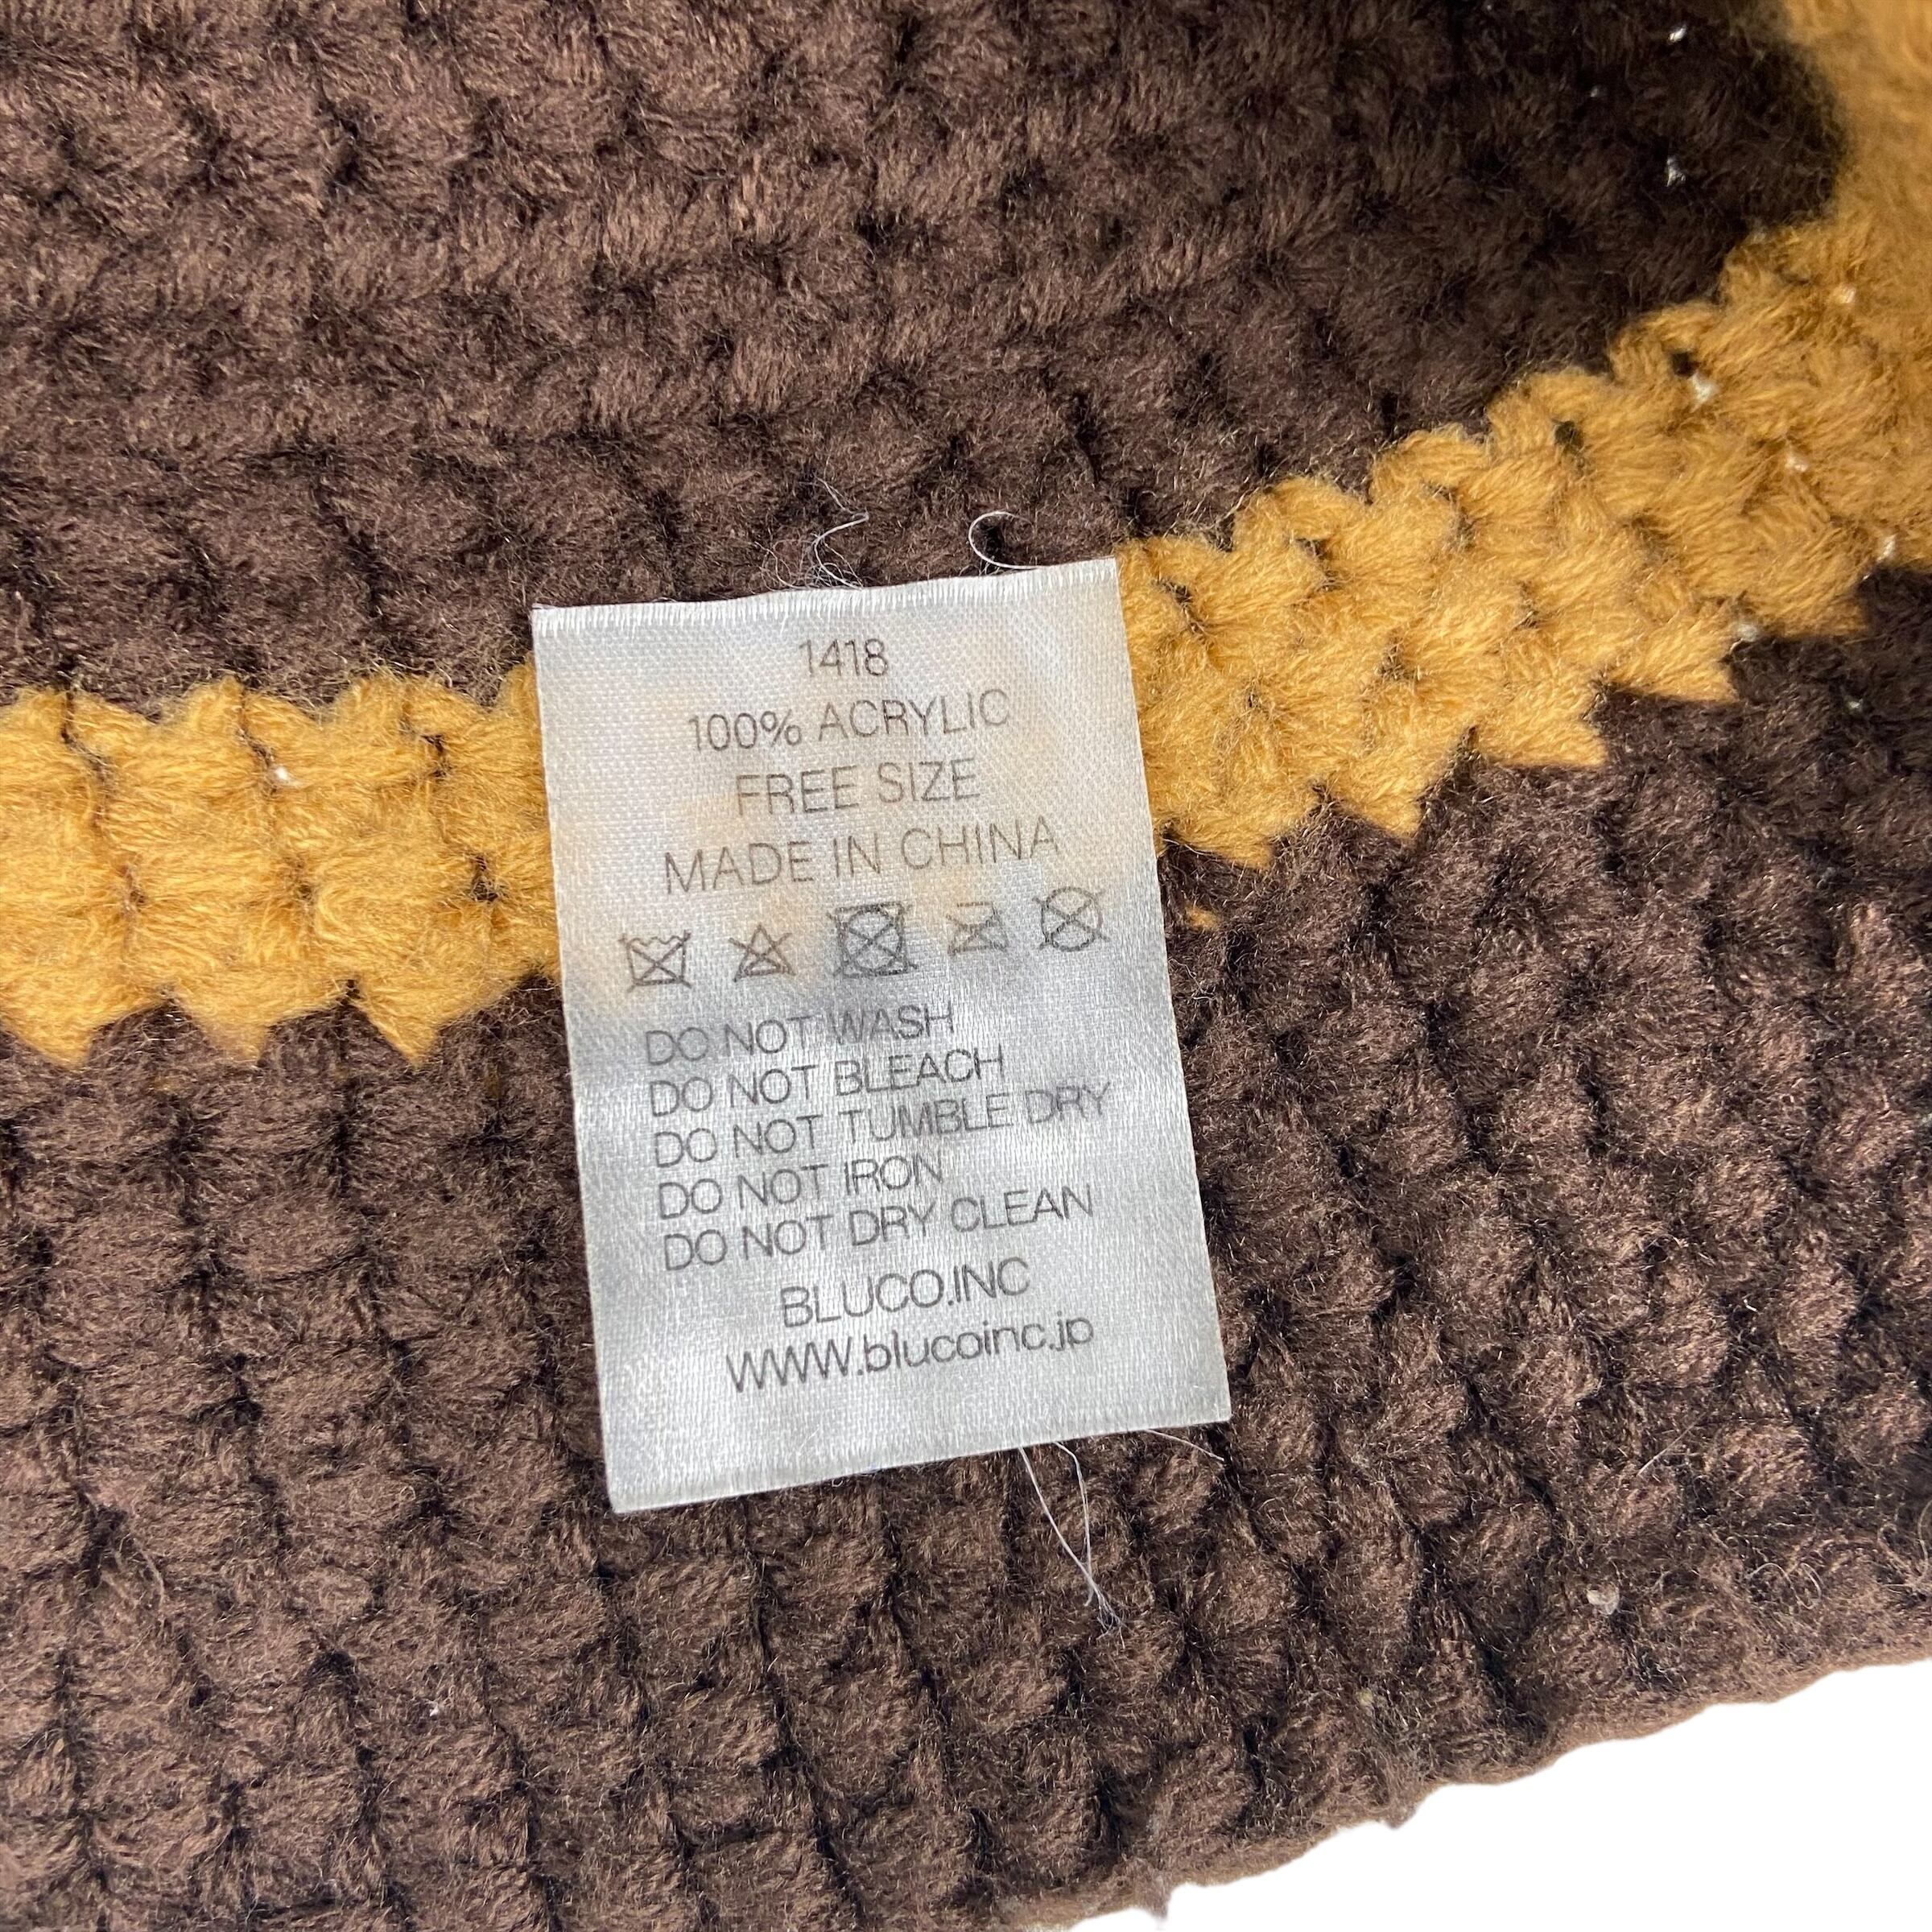 1418
100% ACRYLIC
FREE SIZE
MADE IN CHINA
DO NOT WASH
DO NOT BLEACH
DO NOT TUMBLE DRY
DO NOT IRON
DO NOT DRY CLEAN
BLUCO.INC
WWW.blucoinc.jp